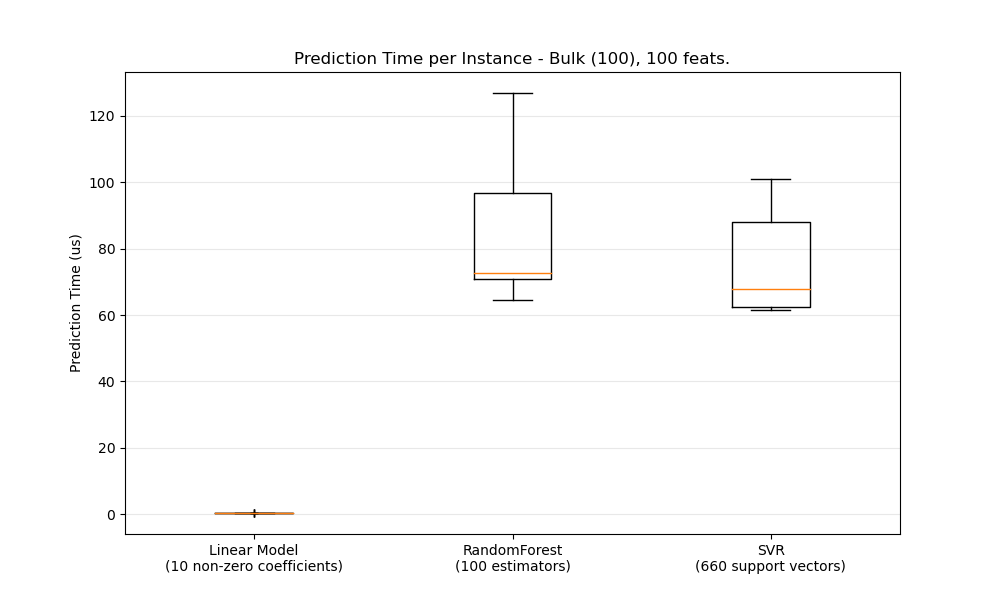 Prediction Time per Instance - Bulk (100), 100 feats.
120
100
80
60
40
20
0
Prediction Time (us)
Linear Model
(10 non-zero coefficients)
RandomForest
(100 estimators)
SVR
(660 support vectors)